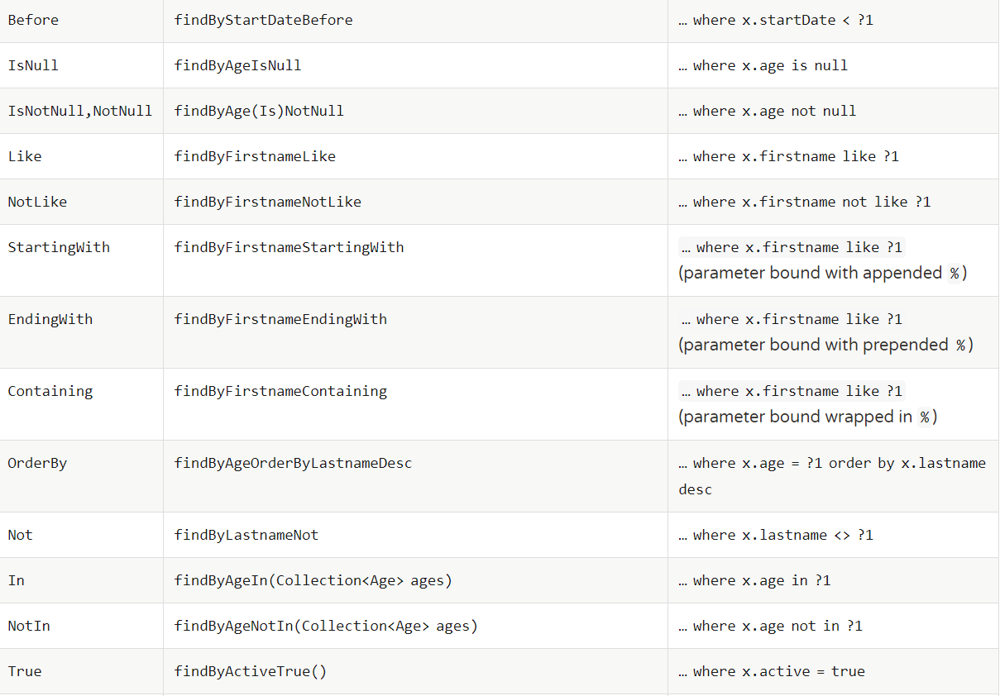 Before findByStartDateBefore … where x.startDate < ?1
IsNull findByAgeIsNull … where x.age is null
IsNotNull,NotNull findByAge(Is)NotNull … where x.age not null
Like findByFirstnameLike … where x.firstname like ?1
NotLike findByFirstnameNotLike … where x.firstname not like ?1
StartingWith findByFirstnameStartingWith … where x.firstname like ?1
(parameter bound with appended %)
EndingWith findByFirstnameEndingWith … where x.firstname like ?1
(parameter bound with prepended %)
Containing findByFirstnameContaining … where x.firstname like ?1
(parameter bound wrapped in %)
OrderBy findByAgeOrderByLastnameDesc … where x.age = ?1 order by x.lastname
desc
Not findByLastnameNot … where x.lastname <> ?1
In findByAgeIn(Collection<Age> ages) … where x.age in ?1
NotIn findByAgeNotIn(Collection<Age> ages) … where x.age not in ?1
True findByActiveTrue() … where x.active = true